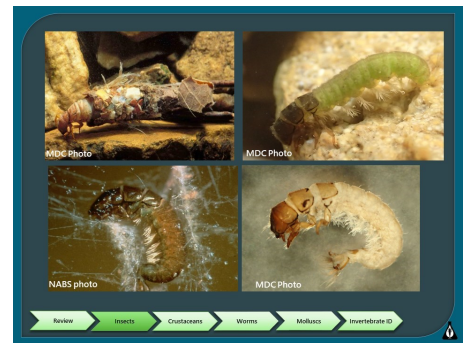 MDC Photo
MDC Photo
NABS photo
MDC Photo
Review
Insects
Crustaceans
Worms
Molluscs
Invertebrate ID